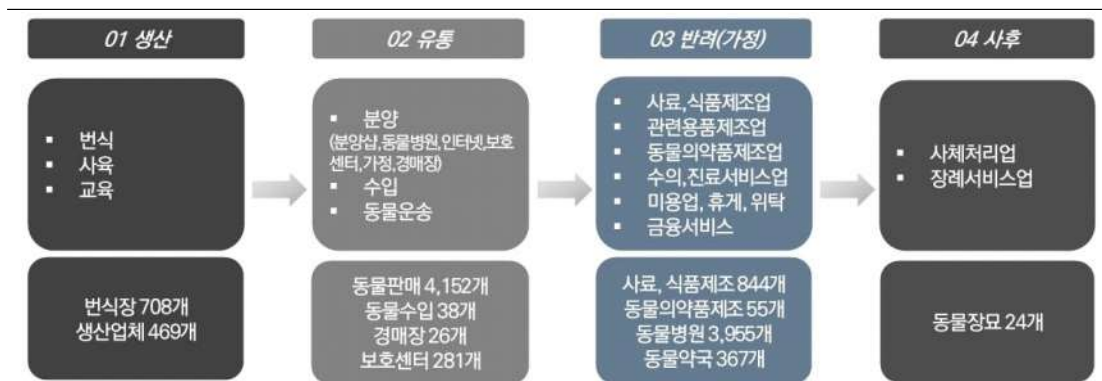 01 생산
번식
사육
교육
번식장 708개
생산업체 469개
02 유통
분양
(분양샵,동물병원,인터넷,보호
센터,가정,경매장)
수입
동물운송
동물판매 4,152개
동물수입 38개
경매장 26개
보호센터 281개
03 반려(가정)
사료,식품제조업
관련용품제조업
동물의약품제조업
수의,진료서비스업
미용업, 휴게, 위탁
금융서비스
사료, 식품제조 844개
동물의약품제조 55개
동물병원 3,955개
동물약국 367개
04 사후
사체처리업
장례서비스업
동물장묘 24개